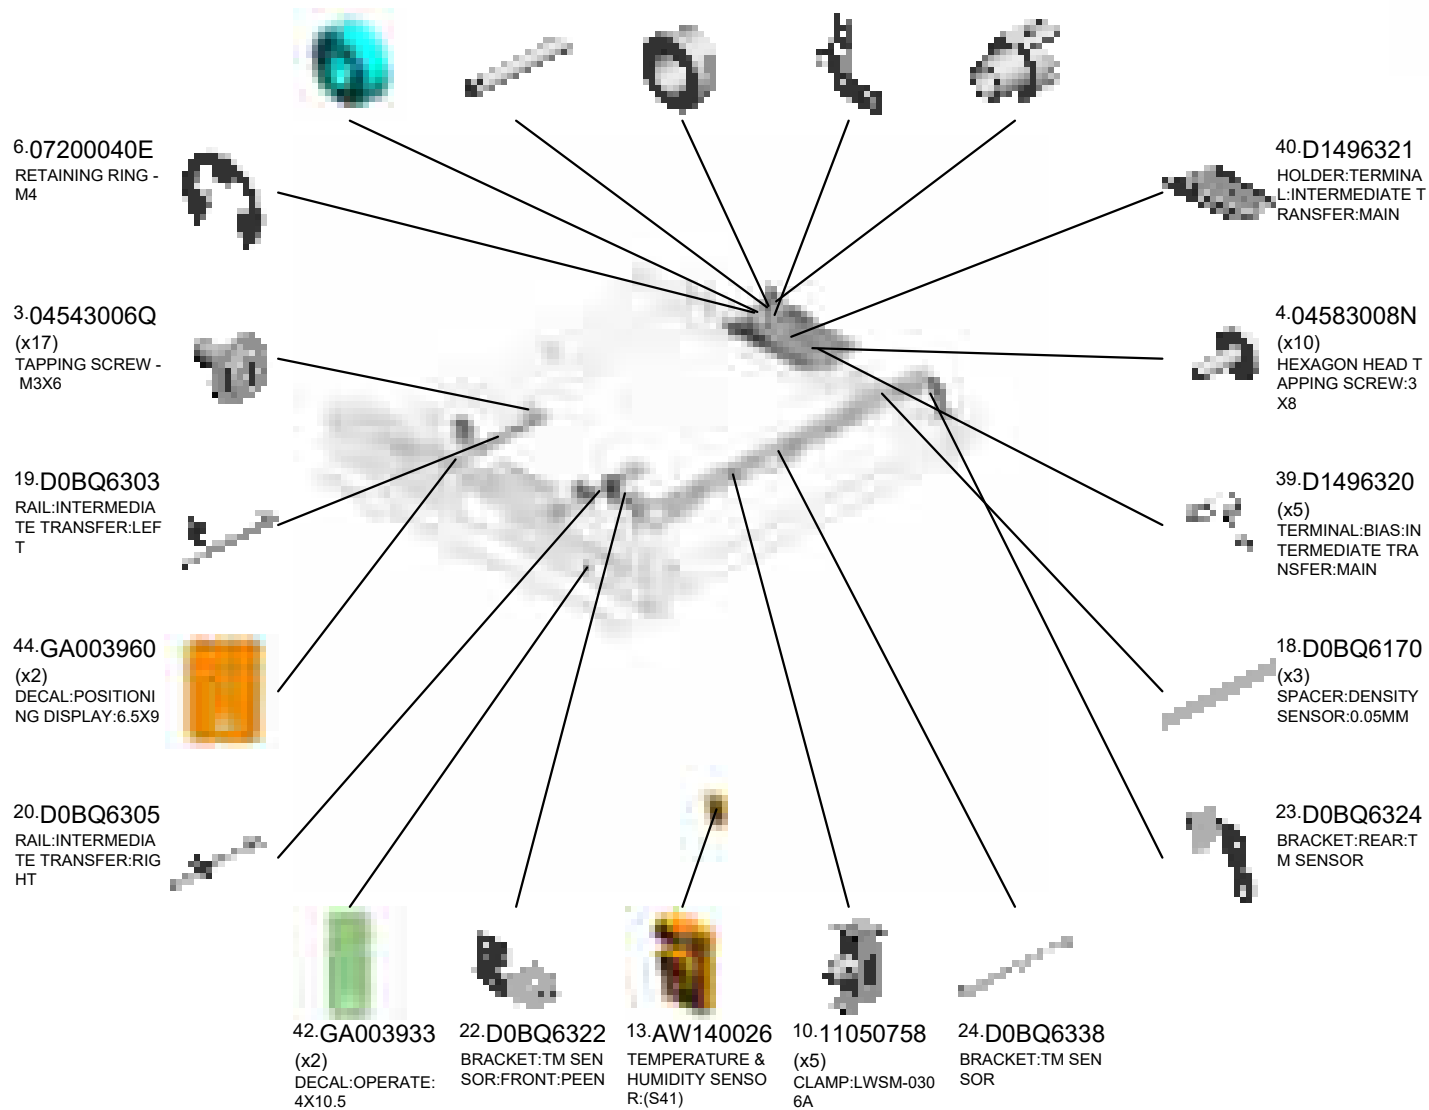 6.07200040E
RETAINING RING -
M4
3.04543006Q
(x17)
TAPPING SCREW -
M3X6
19.D0BQ6303
RAIL:INTERMEDIA
TE TRANSFER:LEF
T
44.GA003960
(x2)
DECAL:POSITIONI
NG DISPLAY:6.5X9
20.D0BQ6305
RAIL:INTERMEDIA
TE TRANSFER:RIG
HT
40.D1496321
HOLDER:TERMINA
L:INTERMEDIATE T
RANSFER:MAIN
4.04583008N
(x10)
HEXAGON HEAD T
APPING SCREW:3
X8
39.D1496320
(x5)
TERMINAL:BIAS:IN
TERMEDIATE TRA
NSFER:MAIN
18.D0BQ6170
(x3)
SPACER:DENSITY
SENSOR:0.05MM
23.D0BQ6324
BRACKET:REAR:T
M SENSOR
42.GA003933
(x2)
DECAL:OPERATE:
4X10.5
22.D0BQ6322
BRACKET:TM SEN
SOR:FRONT:PEEN
13.AW140026
TEMPERATURE &
HUMIDITY SENSO
R:(S41)
10.11050758
(x5)
CLAMP:LWSM-030
6A
24.D0BQ6338
BRACKET:TM SEN
SOR